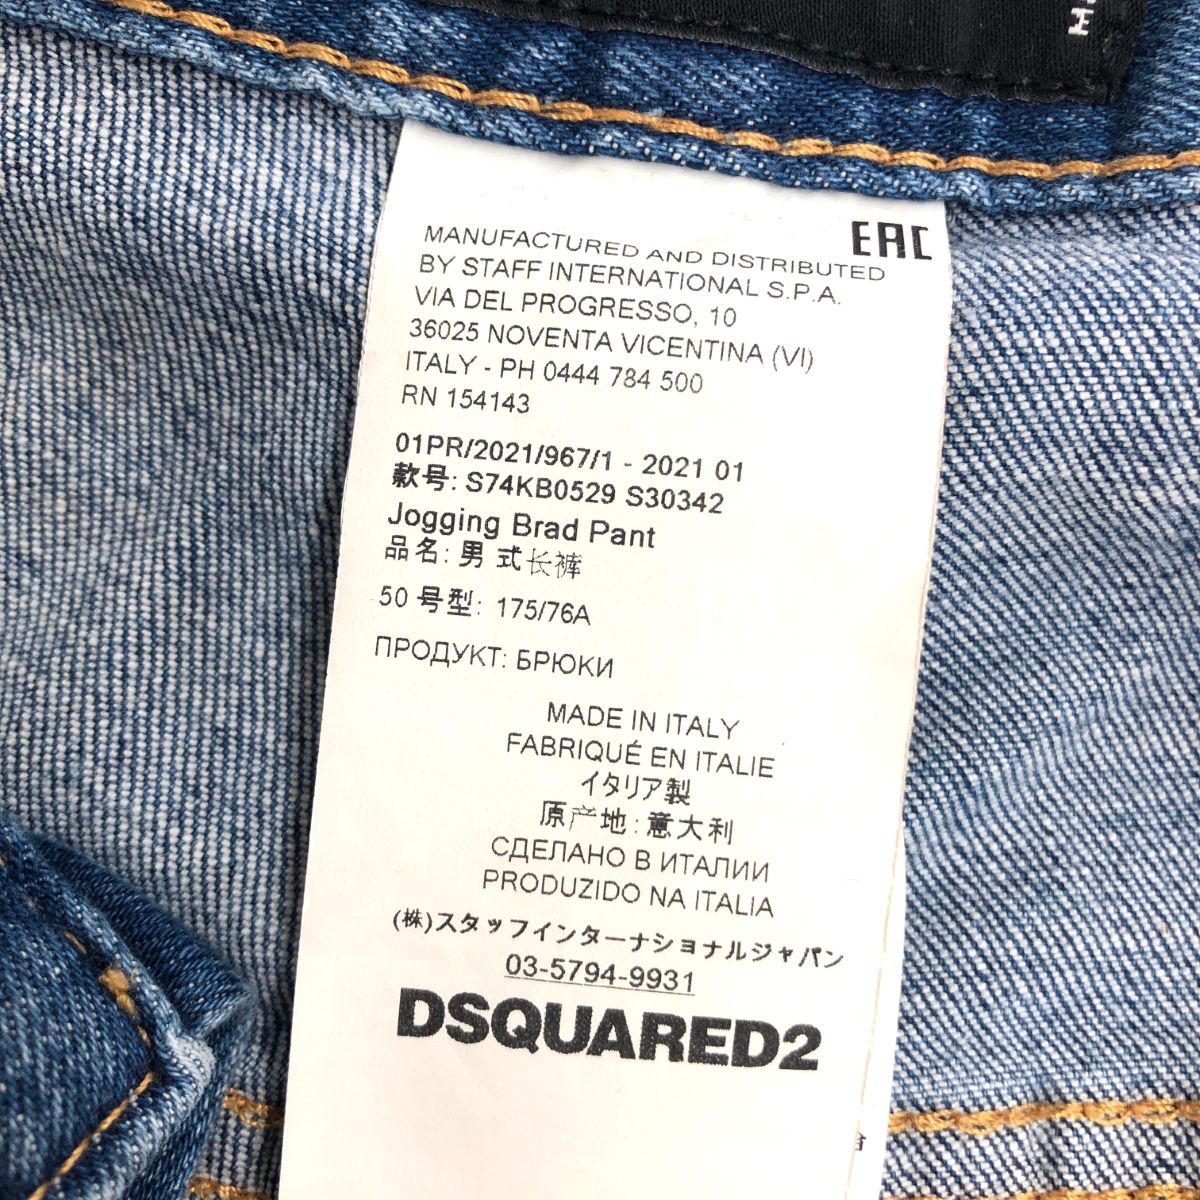 EAC
MANUFACTURED AND DISTRIBUTED
BY STAFF INTERNATIONAL S.P.A.
VIA DEL PROGRESSO, 10
36025 NOVENTA VICENTINA (VI)
ITALY - PH 0444 784 500
RN 154143
01PR/2021/967/1 - 2021 01
款号: S74KB0529 S30342
Jogging Brad Pant
品名: 男 式长裤
50 号型: 175/76A
ПРОДУКТ: БРЮКИ
MADE IN ITALY
FABRIQUÉ EN ITALIE
イタリア製
原产地: 意大利
СДЕЛАНО В ИТАЛИИ
PRODUZIDO NA ITALIA
(株)スタッフインターナショナルジャパン
03-5794-9931
DSQUARED2